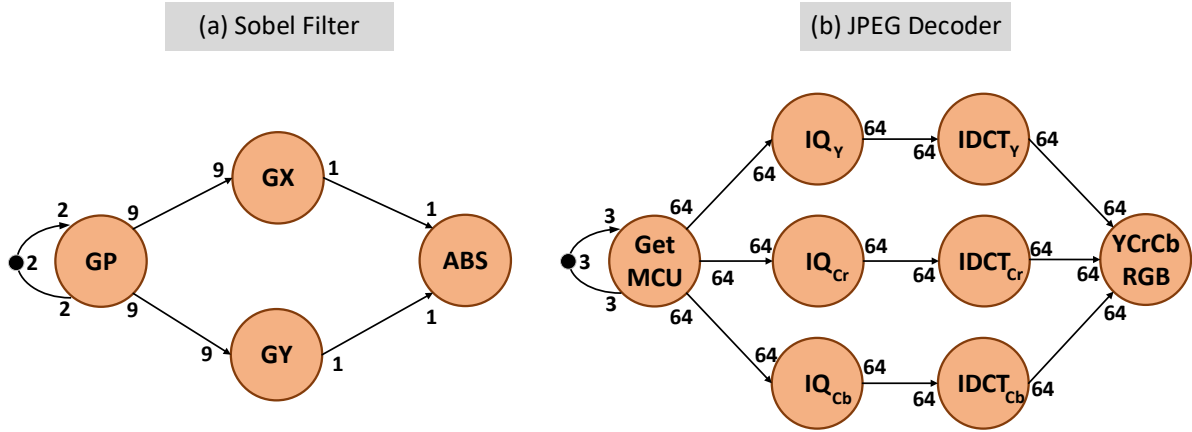 (a) Sobel Filter
2
2
2
GP
9
9
9
GX
1
9
GY
1
1
1
ABS
(b) JPEG Decoder
3
3
3
Get
MCU
64
64
64
64
64
64
IQY
64
64
IDCTY
64
64
IQCr
64
64
IDCTCr
64
64
IQCb
64
64
IDCTCb
64
64
YCrCb
RGB